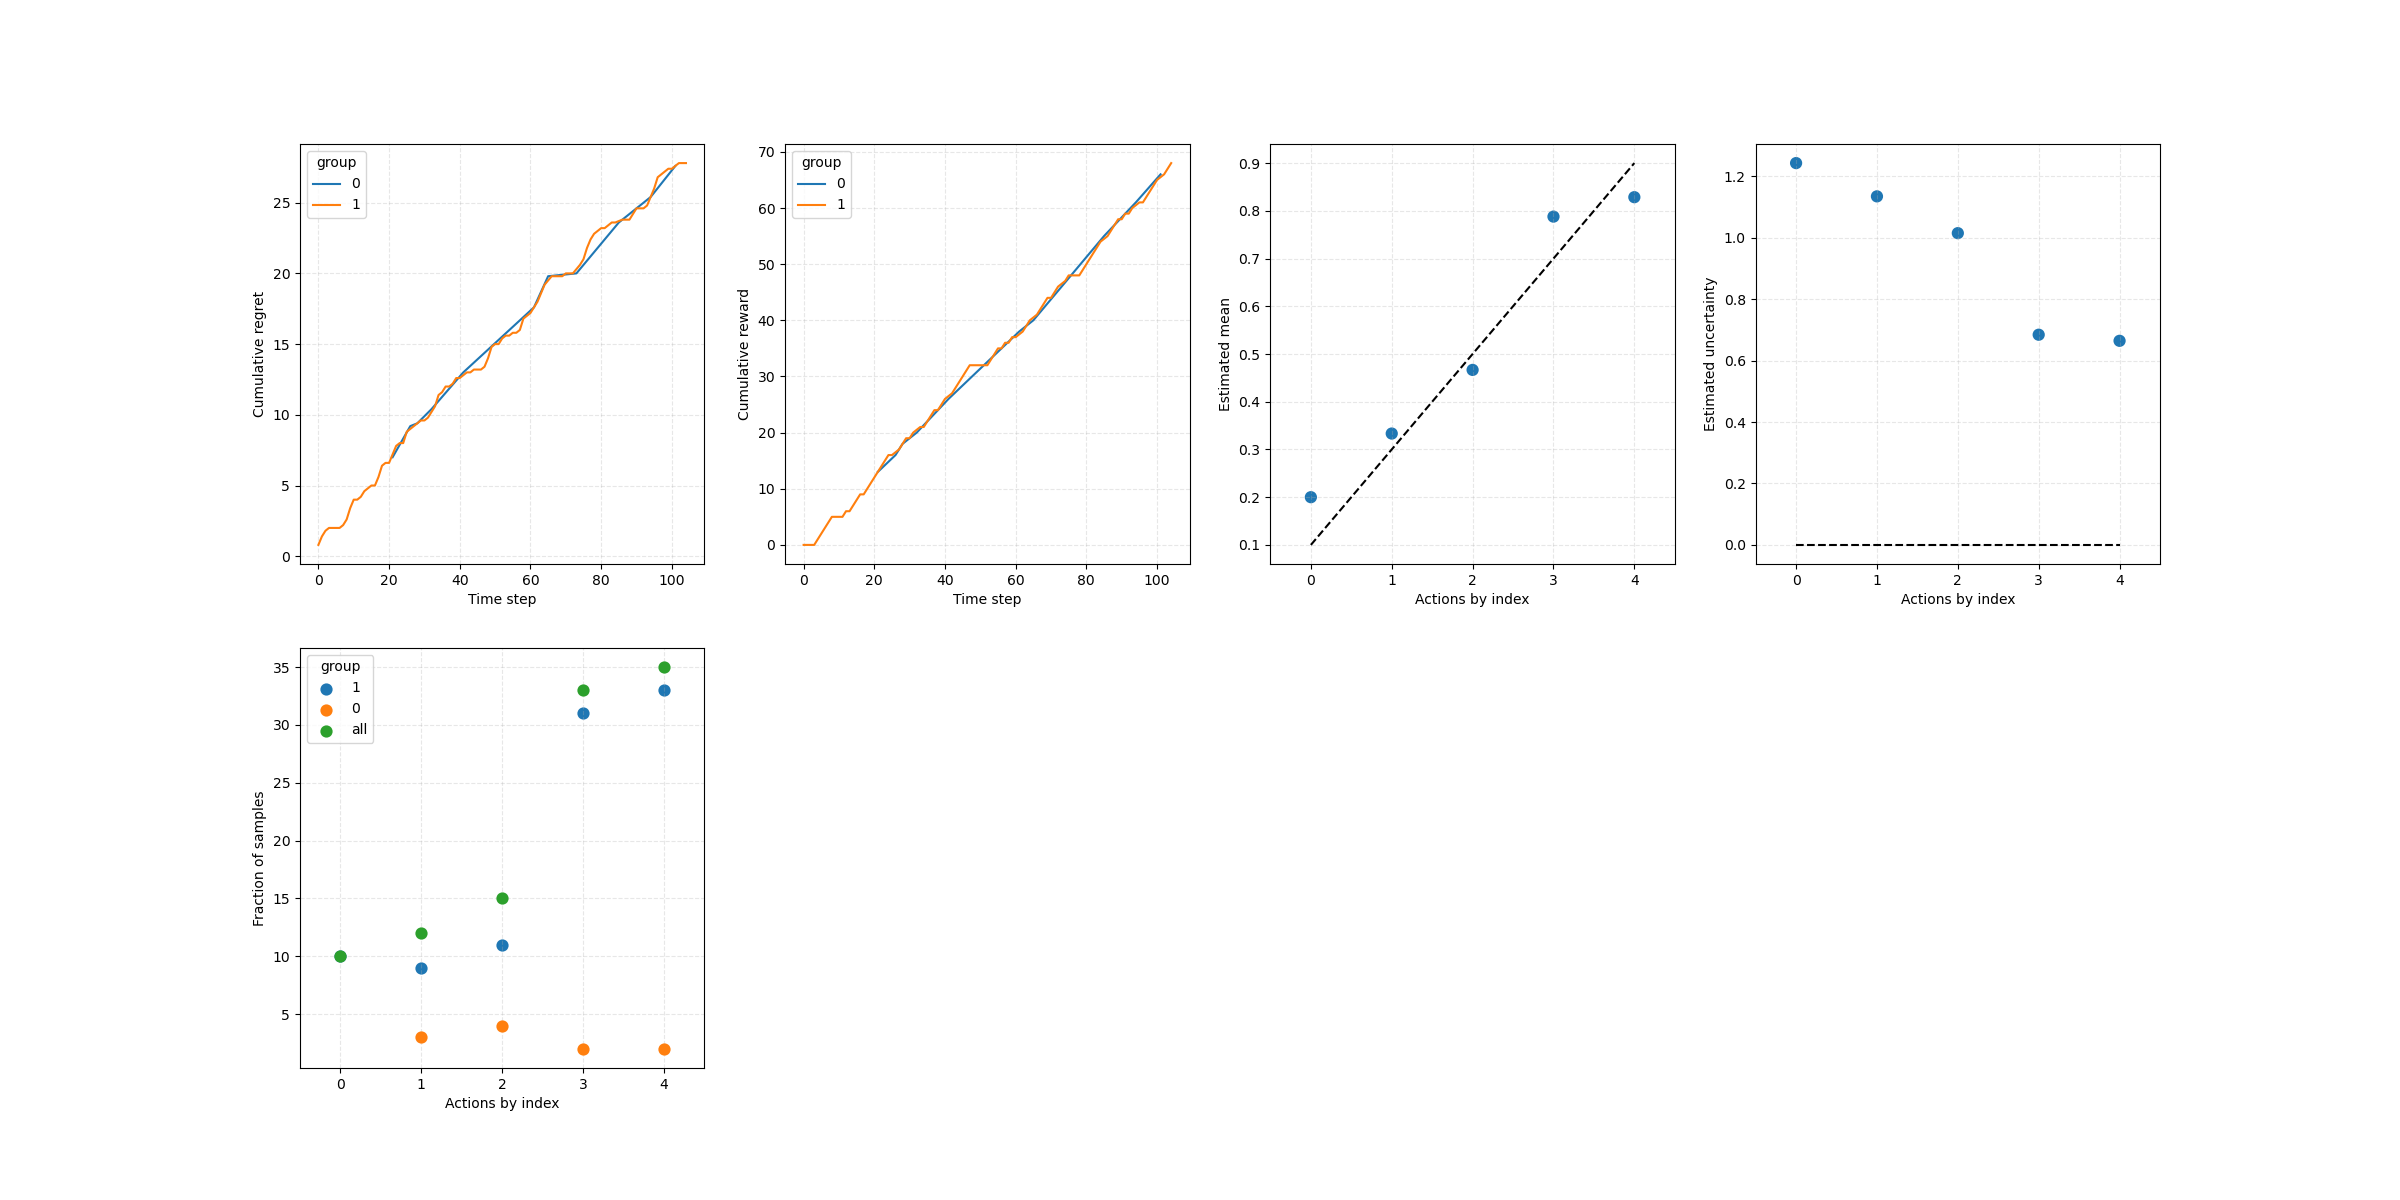 group
0
1
Cumulative regret
25
20
15
10
5
0
0 20 40 60 80 100
Time step
group
0
1
Cumulative reward
70
60
50
40
30
20
10
0
0 20 40 60 80 100
Time step
Estimated mean
0.9
0.8
0.7
0.6
0.5
0.4
0.3
0.2
0.1
0 1 2 3 4
Actions by index
Estimated uncertainty
1.2
1.0
0.8
0.6
0.4
0.2
0.0
0 1 2 3 4
Actions by index
group
1
0
all
Fraction of samples
35
30
25
20
15
10
5
0 1 2 3 4
Actions by index